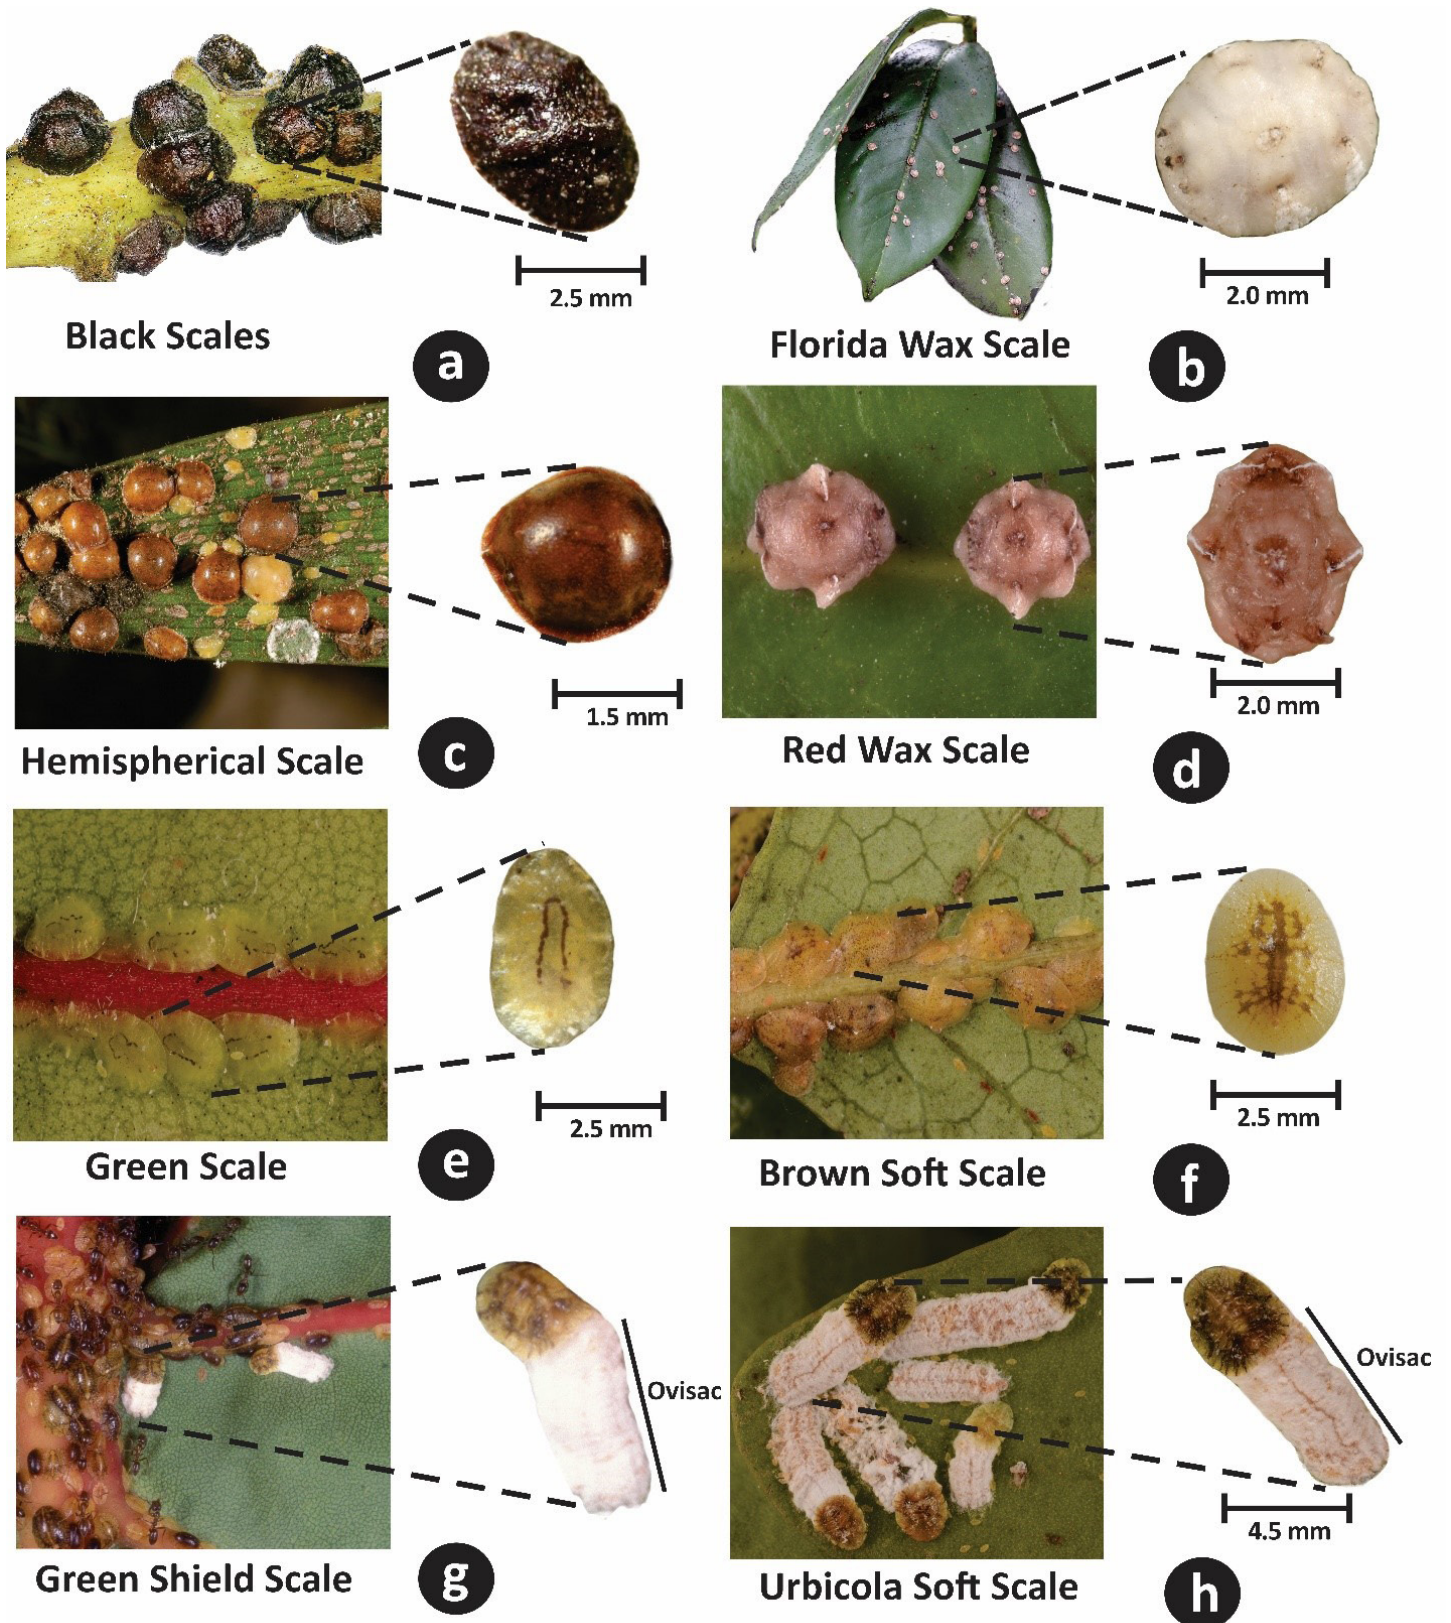 2.5 mm
Black Scales
a
2.0 mm
Florida Wax Scale
b
1.5 mm
Hemispherical Scale
c
2.0 mm
Red Wax Scale
d
2.5 mm
Green Scale
e
2.5 mm
Brown Soft Scale
f
Ovisac
Green Shield Scale
g
Ovisac
4.5 mm
Urbicola Soft Scale
h